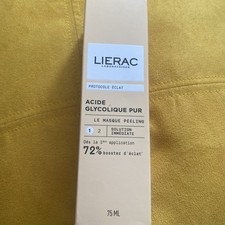 LIERAC
LABORATOIRES
PROTOCOLE ÉCLAT
ACIDE
GLYCOLIQUE PUR
LE MASQUE PEELING
1 2 SOLUTION
IMMÉDIATE
Dès la 1ère application
72% booster d'éclat
75 ML